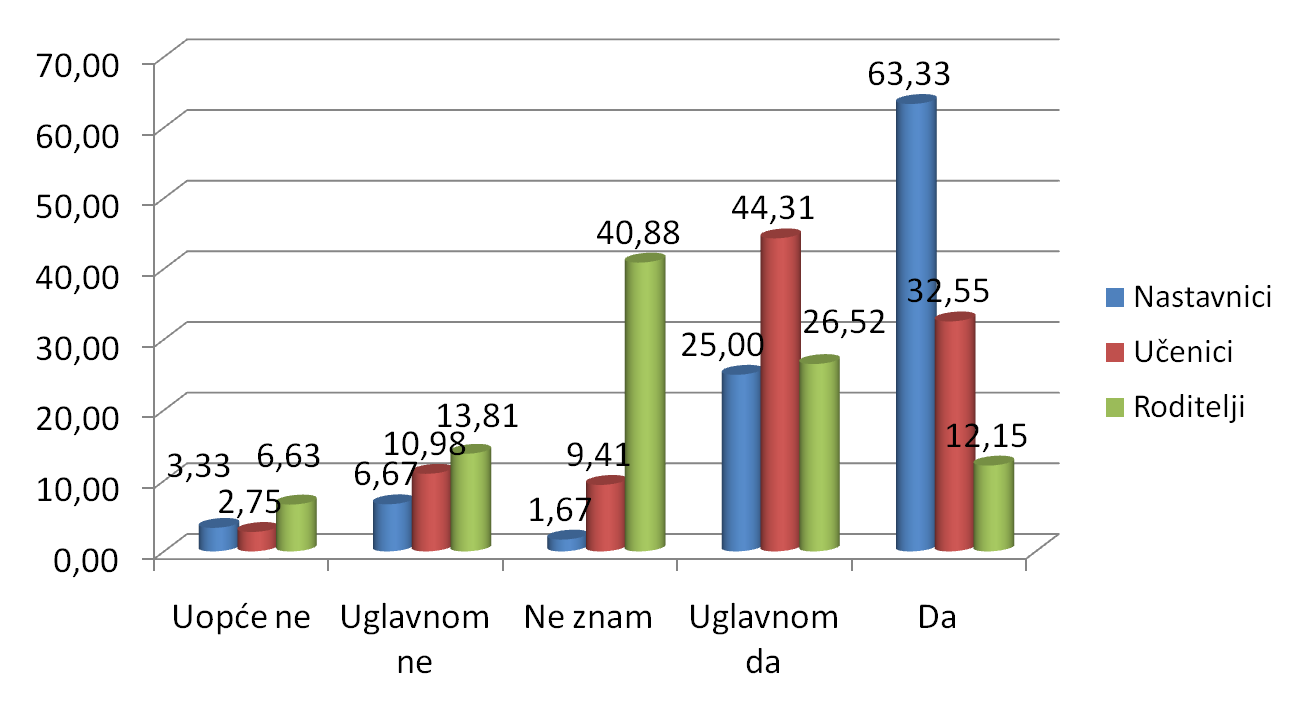 70,00
60,00
50,00
40,00
30,00
20,00
10,00
0,00
3,33
2,75
6,63
6,67
10,98
13,81
1,67
9,41
40,88
25,00
44,31
26,52
63,33
32,55
12,15
Uopće ne
Uglavnom
ne
Ne znam
Uglavnom
da
Da
Nastavnici
Učenici
Roditelji